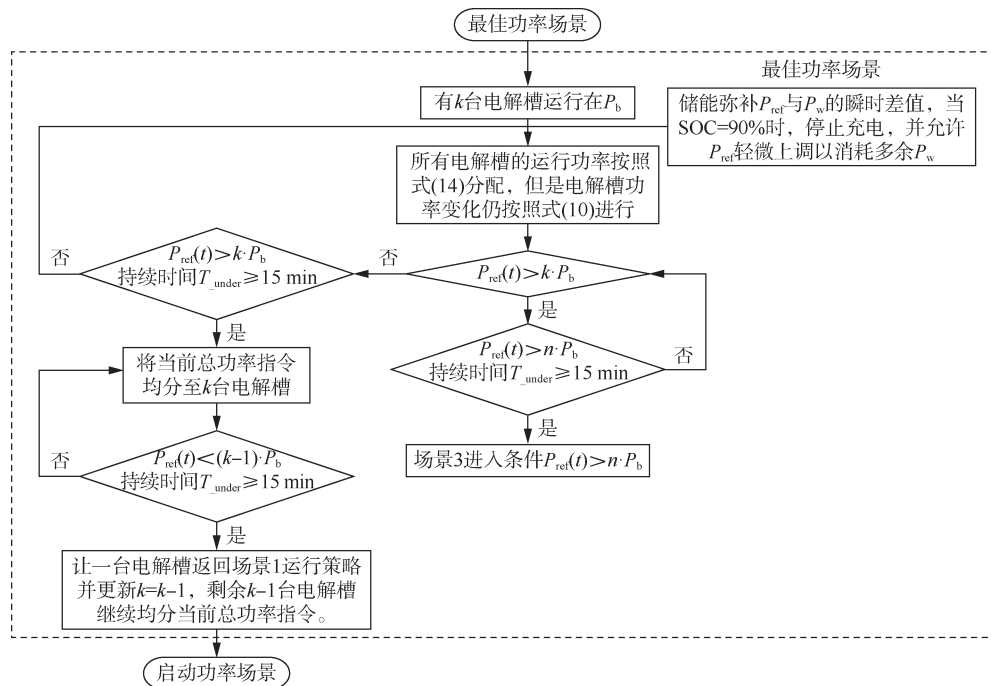 最佳功率场景
最佳功率场景
有k台电解槽运行在Pb
储能弥补Pref与Pw的瞬时差值，当
SOC=90%时，停止充电，并允许
Pref轻微上调以消耗多余Pw
所有电解槽的运行功率按照
式(14)分配，但是电解槽功
率变化仍按照式(10)进行
否
Pref(t)＞k·Pb
持续时间T_under≥15 min
否
Pref(t)＞k·Pb
是
是
Pref(t)＞n·Pb
持续时间T_under≥15 min
否
将当前总功率指令
均分至k台电解槽
是
场景3进入条件Pref(t)＞n·Pb
否
Pref(t)＜(k−1)·Pb
持续时间T_under≥15 min
是
让一台电解槽返回场景1运行策略
并更新k=k−1，剩余k−1台电解槽
继续均分当前总功率指令。
启动功率场景